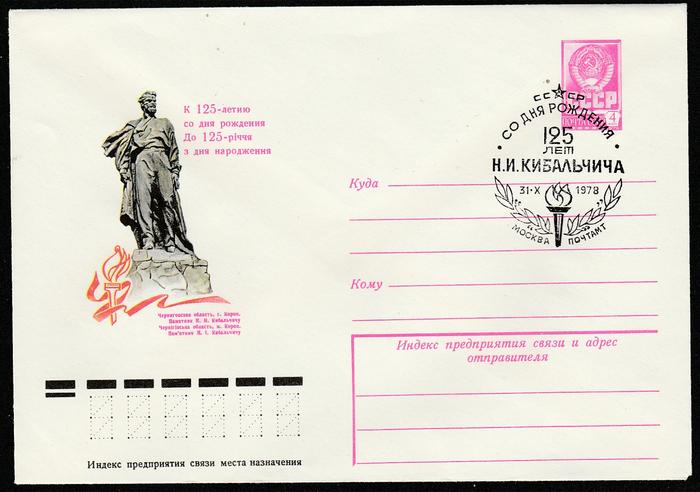 К 125-летию
со дня рождения
До 125-річчя
з дня народження
Черниговская область, г. Короп.
Памятник Н. И. Кибальчичу
Чернігівська область, м. Короп.
Пам'ятник М. І. Кибальчичу
СССР
ПОЧТА
4
СССР
СО ДНЯ РОЖДЕНИЯ
125
ЛЕТ
Н.И.КИБАЛЬЧИЧА
31·X 1978
МОСКВА ПОЧТАМТ
Куда
Кому
Индекс предприятия связи и адрес
отправителя
Индекс предприятия связи места назначения